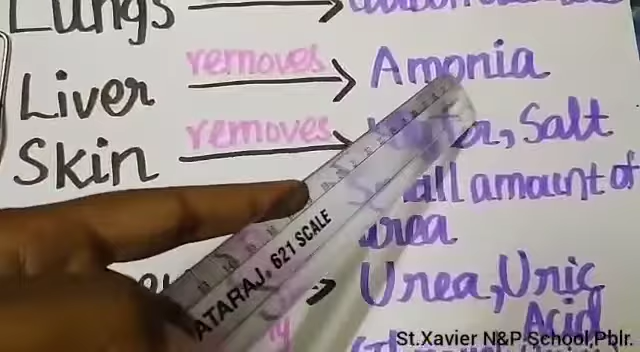 Lungs
Liver removes Amonia
Skin removes Water, Salt
Small amount of
urea
Urea, Uric
Acid
NATARAJ 621 SCALE
St.Xavier N&P School,Pblr.